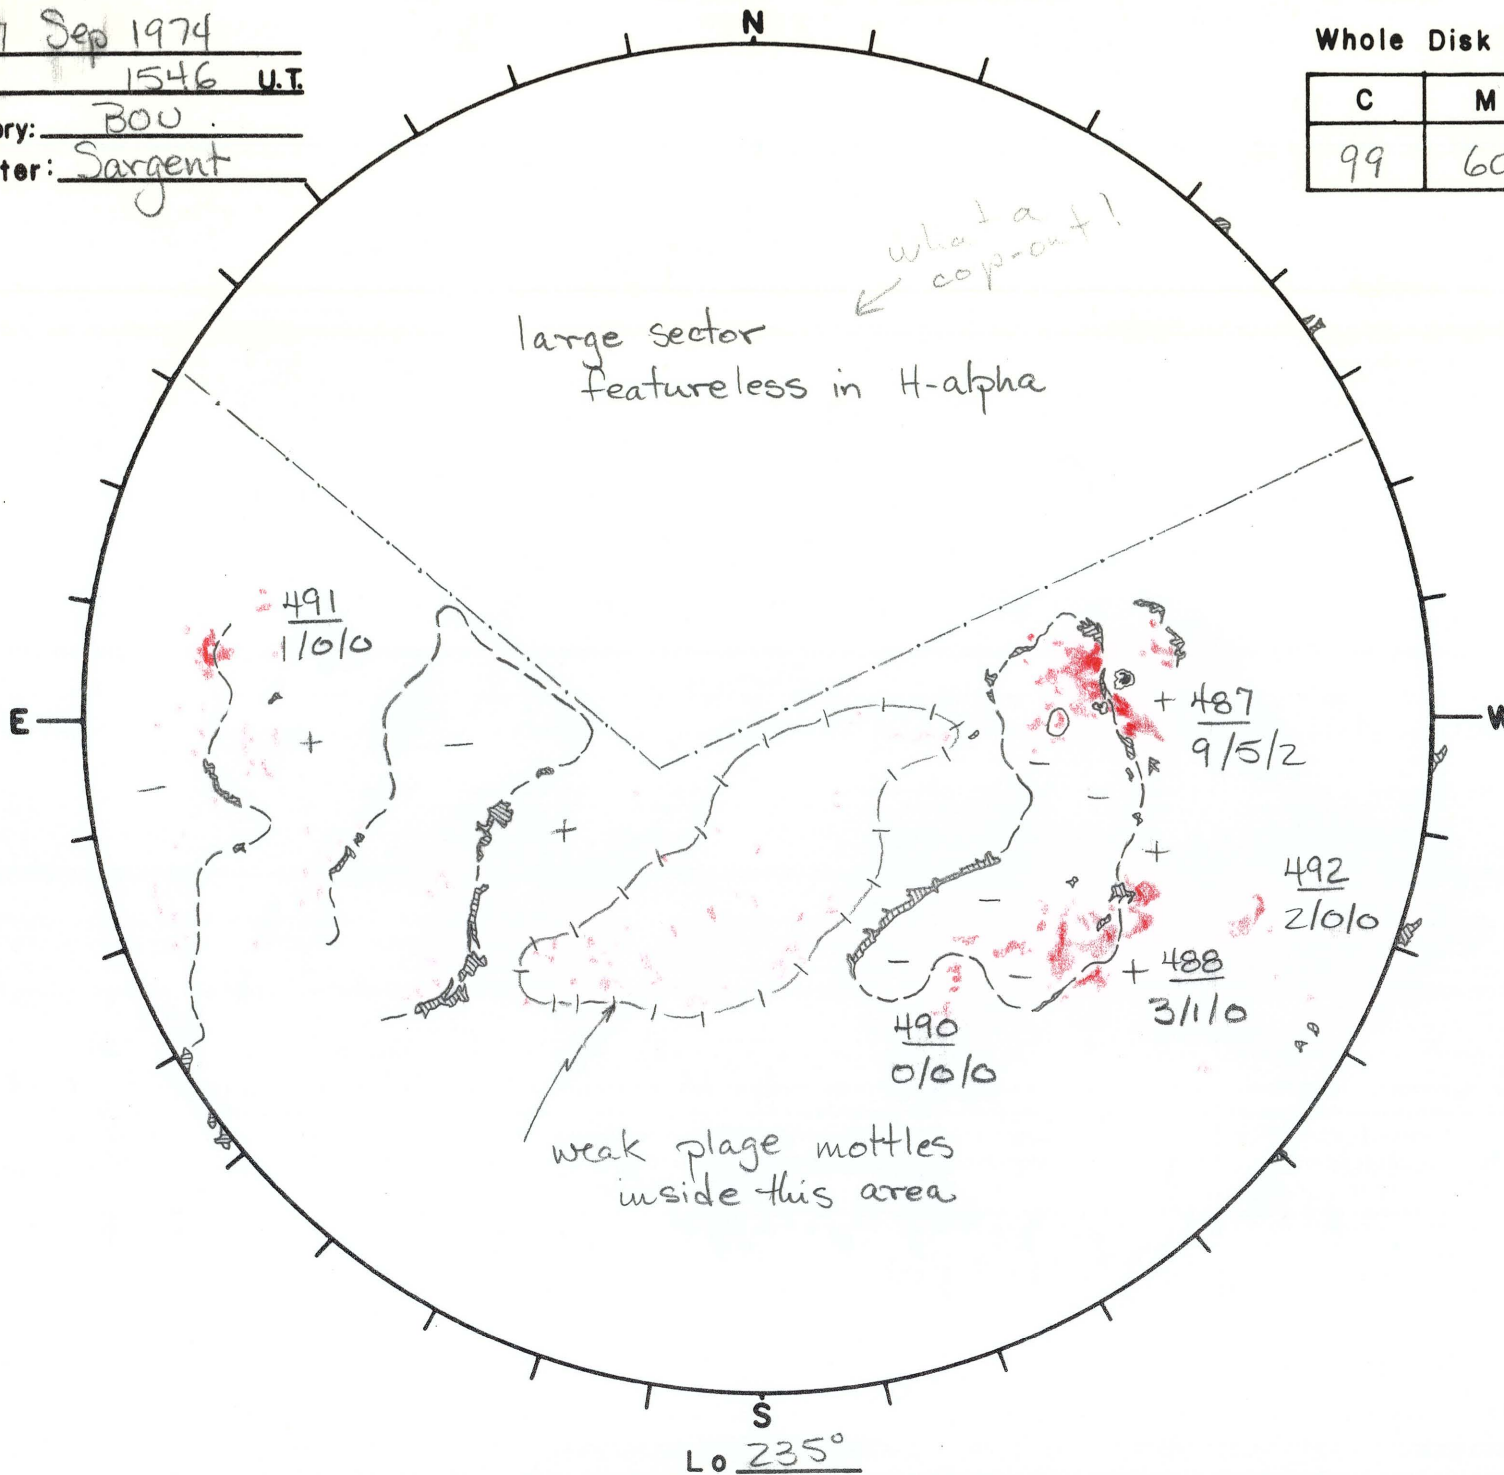 Sep 1974
1546 U.T.
ry: BOU
ter: Sargent
N
Whole Disk
C M
99 60
what a
cop-out!
large sector
featureless in H-alpha
491
1/0/0
E
W
+ 487
9/5/2
+
-
-
-
-
+
-
+
492
2/0/0
-
-
-
+ 488
3/1/0
490
0/0/0
weak plage mottles
inside this area
S
Lo 235°